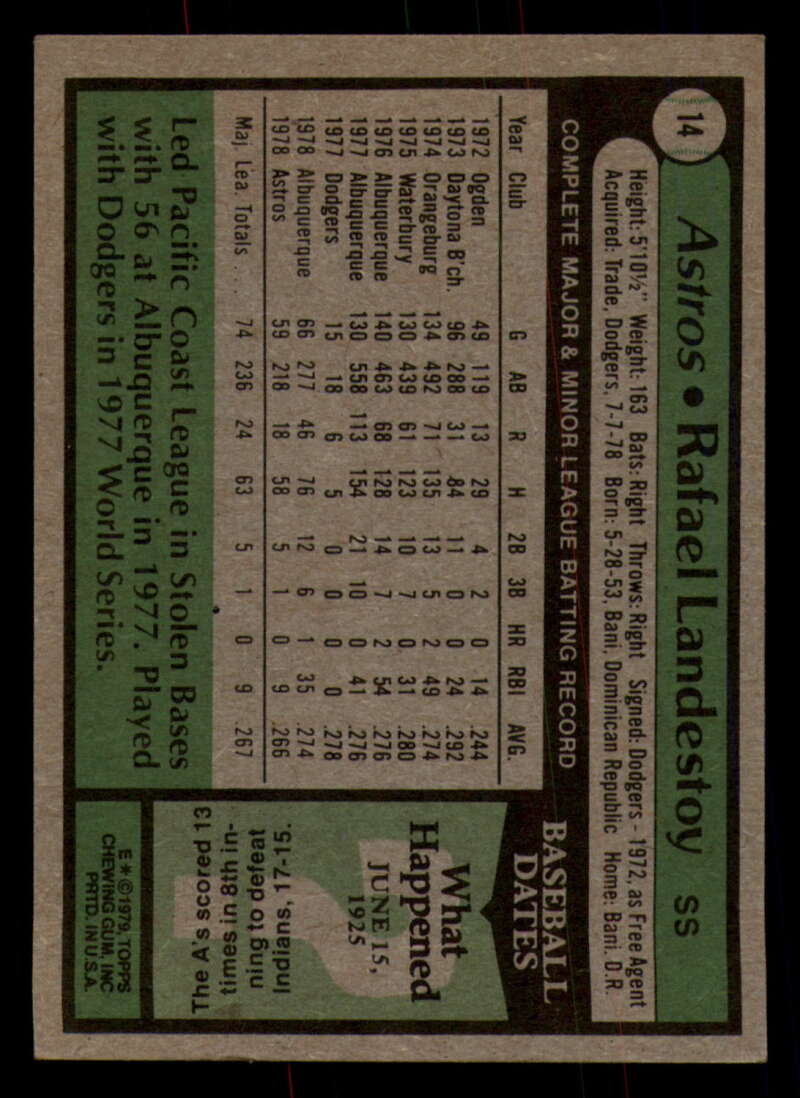 14
Astros • Rafael Landestoy SS
Height: 5'10½" Weight: 163 Bats: Right Throws: Right Signed: Dodgers - 1972, as Free Agent
Acquired: Trade, Dodgers, 7-7-78 Born: 5-28-53, Bani, Dominican Republic Home: Bani, D.R.
COMPLETE MAJOR & MINOR LEAGUE BATTING RECORD
Year Club G AB R H 2B 3B HR RBI AVG.
1972 Ogden 49 119 13 29 4 2 0 14 .244
1973 Daytona B'ch. 96 288 31 84 11 0 0 24 .292
1974 Orangeburg 134 492 71 135 13 5 2 49 .274
1975 Waterbury 130 439 61 123 10 7 0 31 .280
1976 Albuquerque 140 463 68 128 14 7 2 54 .276
1977 Albuquerque 130 558 113 154 21 10 0 41 .276
1977 Dodgers 15 18 6 5 0 0 0 0 .278
1978 Albuquerque 66 277 46 76 12 6 1 35 .274
1978 Astros 59 218 18 58 5 1 0 9 .266
Maj. Lea. Totals . . . 74 236 24 63 5 1 0 9 .267
Led Pacific Coast League in Stolen Bases
with 56 at Albuquerque in 1977. Played
with Dodgers in 1977 World Series.
BASEBALL
DATES
What
Happened
JUNE 15,
1925
?
The A's scored 13
times in 8th in-
ning to defeat
Indians, 17-15.
E*©1979, TOPPS
CHEWING GUM, INC
PRTD. IN U.S.A.